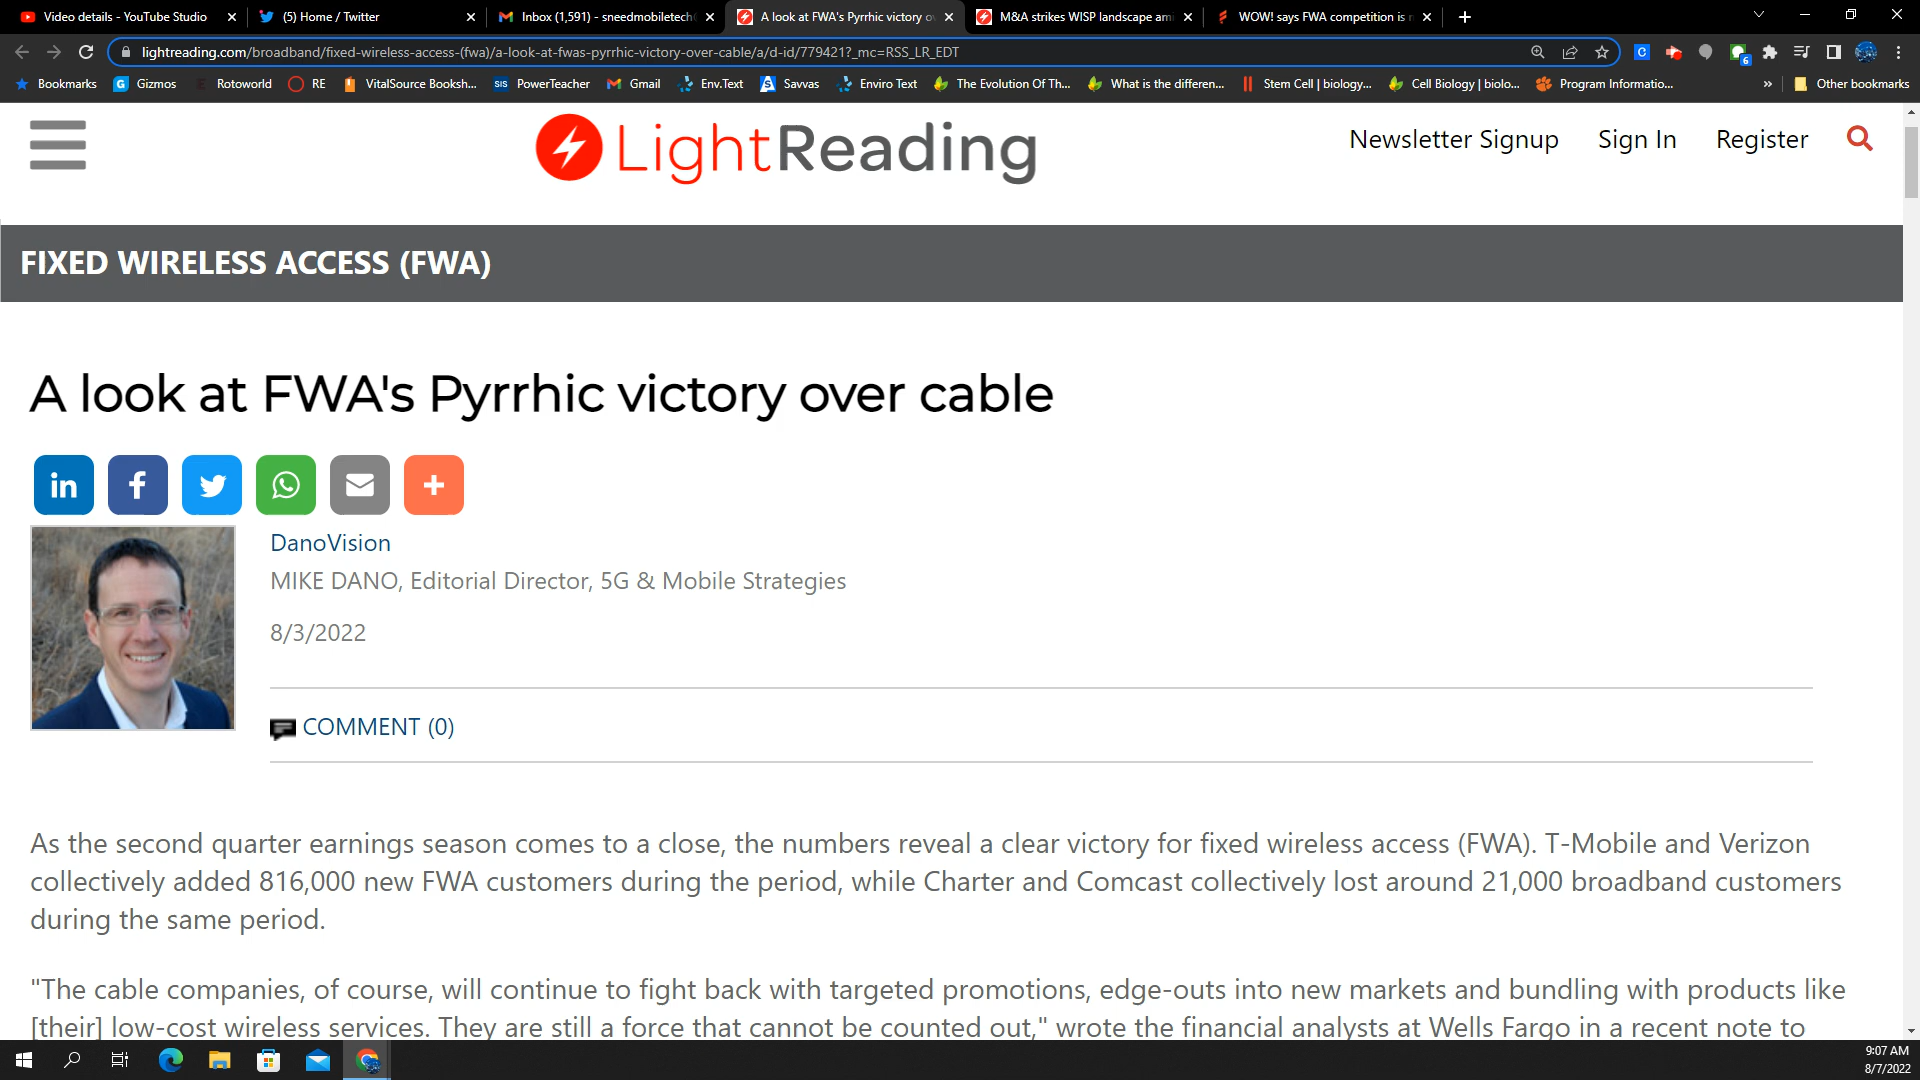 Video details - YouTube Studio
(5) Home / Twitter
Inbox (1,591) - sneedmobiletech
A look at FWA's Pyrrhic victory o
M&A strikes WISP landscape am
WOW! says FWA competition is
lightreading.com/broadband/fixed-wireless-access-(fwa)/a-look-at-fwas-pyrrhic-victory-over-cable/a/d-id/779421?_mc=RSS_LR_EDT
6
Bookmarks
Gizmos
Rotoworld
RE
VitalSource Booksh...
SIS PowerTeacher
Gmail
Env.Text
Savvas
Enviro Text
The Evolution Of Th...
What is the differen...
Stem Cell | biology...
Cell Biology | biolo...
Program Informatio...
»
Other bookmarks
LightReading
Newsletter Signup
Sign In
Register
FIXED WIRELESS ACCESS (FWA)
A look at FWA's Pyrrhic victory over cable
DanoVision
MIKE DANO, Editorial Director, 5G & Mobile Strategies
8/3/2022
COMMENT (0)
As the second quarter earnings season comes to a close, the numbers reveal a clear victory for fixed wireless access (FWA). T-Mobile and Verizon
collectively added 816,000 new FWA customers during the period, while Charter and Comcast collectively lost around 21,000 broadband customers
during the same period.
"The cable companies, of course, will continue to fight back with targeted promotions, edge-outs into new markets and bundling with products like
[their] low-cost wireless services. They are still a force that cannot be counted out," wrote the financial analysts at Wells Fargo in a recent note to
9:07 AM
8/7/2022